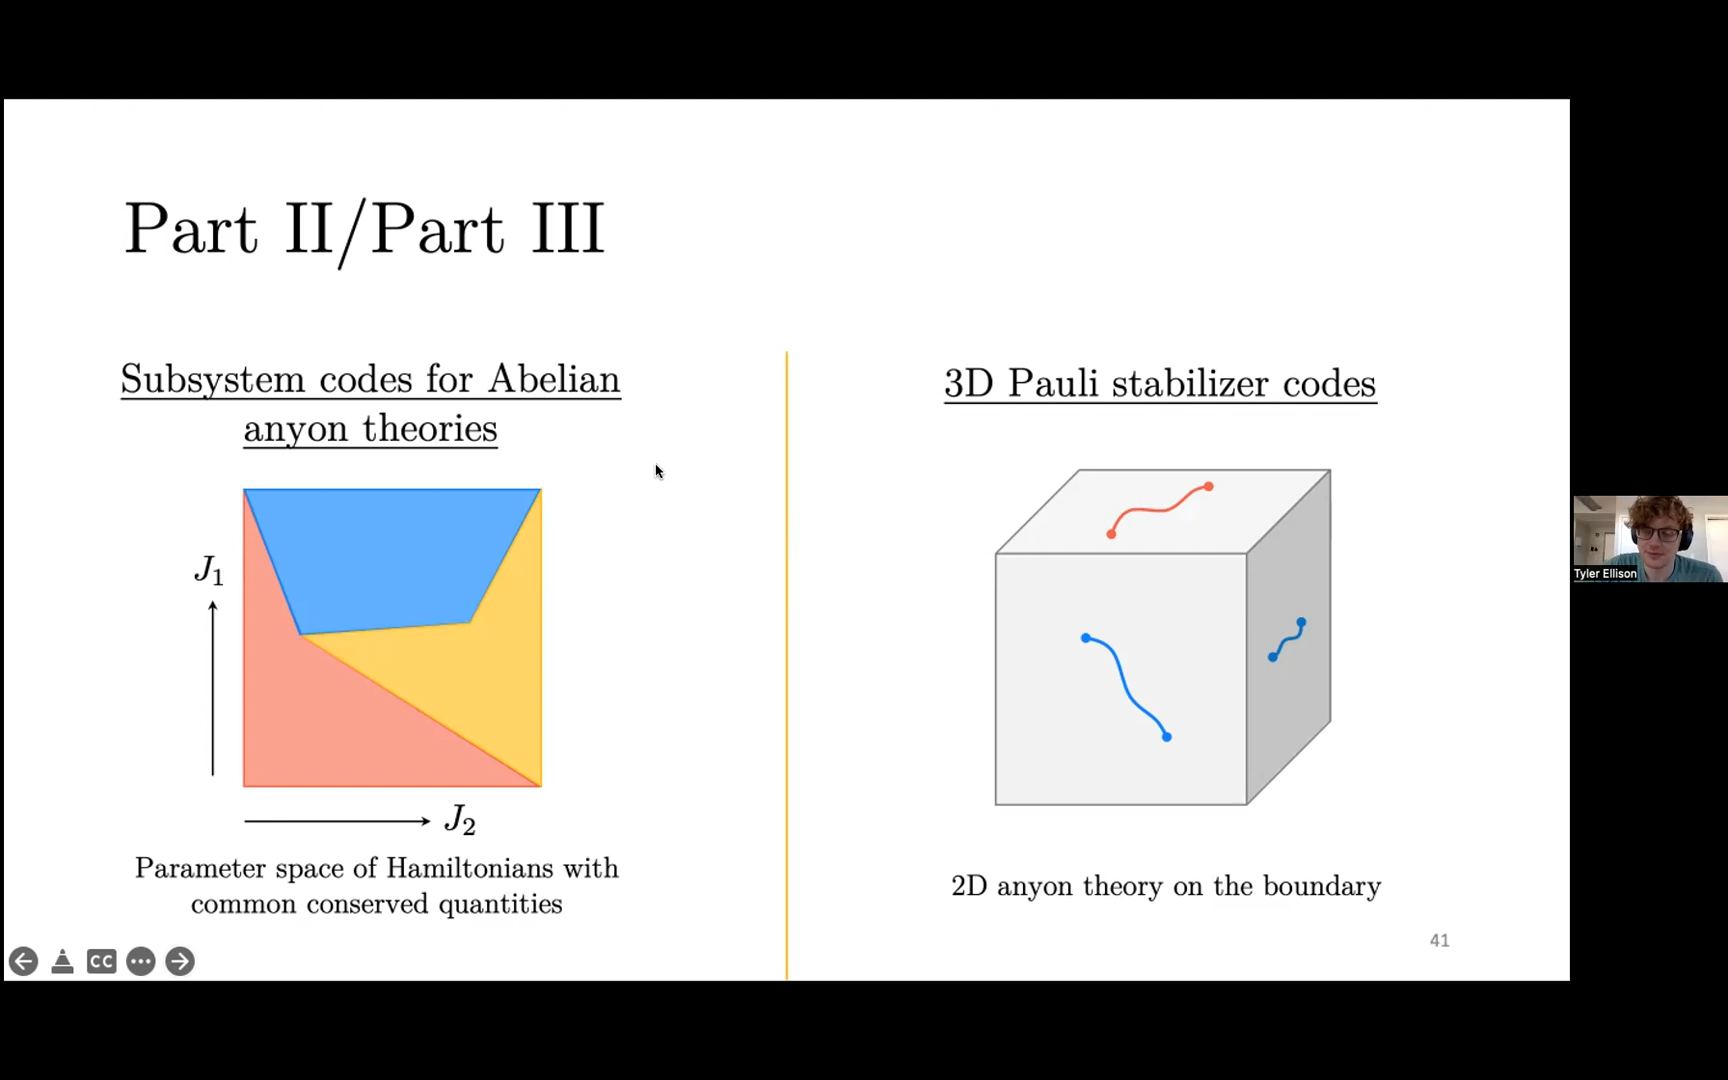 Part II/Part III
Subsystem codes for Abelian
anyon theories
J1
J2
Parameter space of Hamiltonians with
common conserved quantities
3D Pauli stabilizer codes
2D anyon theory on the boundary
41
CC
Tyler Ellison